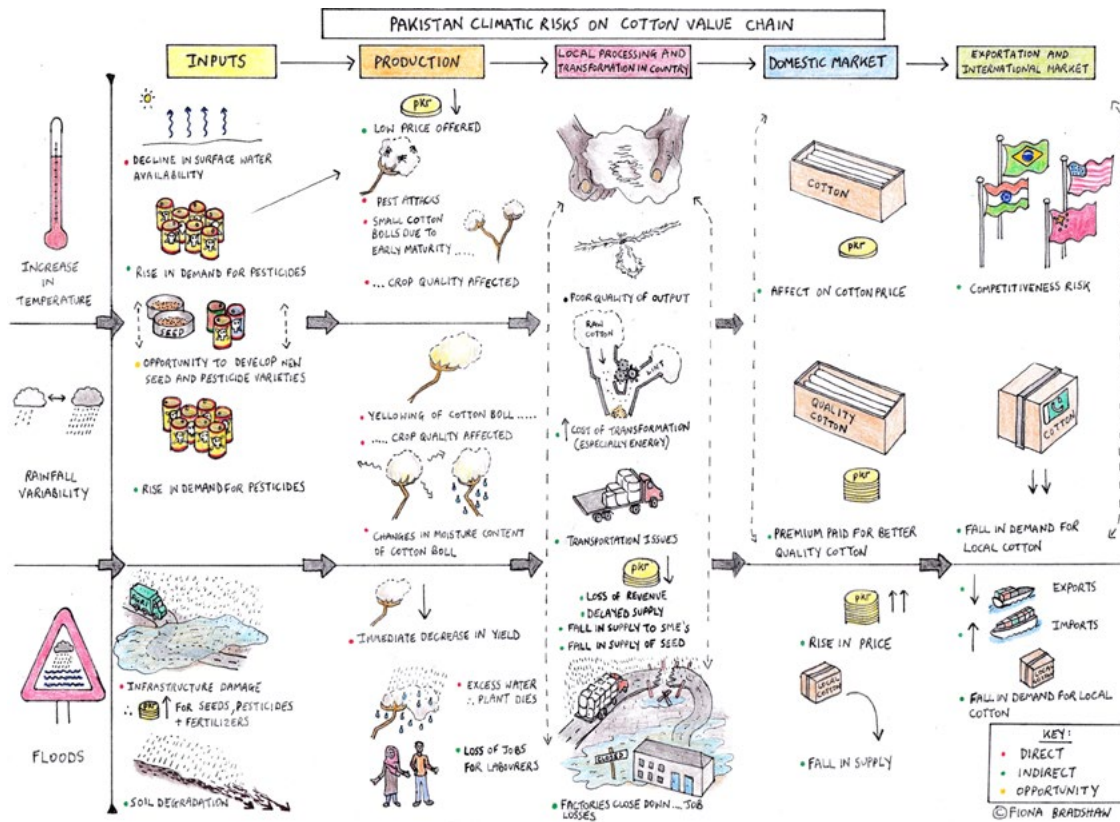 PAKISTAN CLIMATIC RISKS ON COTTON VALUE CHAIN
INPUTS
PRODUCTION
LOCAL PROCESSING AND
TRANSFORMATION IN COUNTRY
DOMESTIC MARKET
EXPORTATION AND
INTERNATIONAL MARKET
INCREASE
IN
TEMPERATURE
DECLINE IN SURFACE WATER
AVAILABILITY
RISE IN DEMAND FOR PESTICIDES
pkr
LOW PRICE OFFERED
PEST ATTACKS
SMALL COTTON
BOLLS DUE TO
EARLY MATURITY .....
... CROP QUALITY AFFECTED
POOR QUALITY OF OUTPUT
COTTON
pkr
AFFECT ON COTTON PRICE
COMPETITIVENESS RISK
SEED
OPPORTUNITY TO DEVELOP NEW
SEED AND PESTICIDE VARIETIES
RAINFALL
VARIABILITY
RISE IN DEMAND FOR PESTICIDES
YELLOWING OF COTTON BOLL .....
..... CROP QUALITY AFFECTED
CHANGES IN MOISTURE CONTENT
OF COTTON BOLL
RAW
COTTON
LINT
COST OF TRANSFORMATION
(ESPECIALLY ENERGY)
TRANSPORTATION ISSUES
QUALITY
COTTON
PREMIUM PAID FOR BETTER
QUALITY COTTON
COTTON
FALL IN DEMAND FOR
LOCAL COTTON
FLOODS
INFRASTRUCTURE DAMAGE
∴ ↑ FOR SEEDS, PESTICIDES
+ FERTILIZERS
SOIL DEGRADATION
IMMEDIATE DECREASE IN YIELD
EXCESS WATER
∴ PLANT DIES
LOSS OF JOBS
FOR LABOURERS
pkr
LOSS OF REVENUE
DELAYED SUPPLY
FALL IN SUPPLY TO SME'S
FALL IN SUPPLY OF SEED
CLOSED
FACTORIES CLOSE DOWN ... JOB
LOSSES
pkr
RISE IN PRICE
LOCAL
COTTON
FALL IN SUPPLY
EXPORTS
IMPORTS
LOCAL
COTTON
FALL IN DEMAND FOR LOCAL
COTTON
KEY:
DIRECT
INDIRECT
OPPORTUNITY
© FIONA BRADSHAW